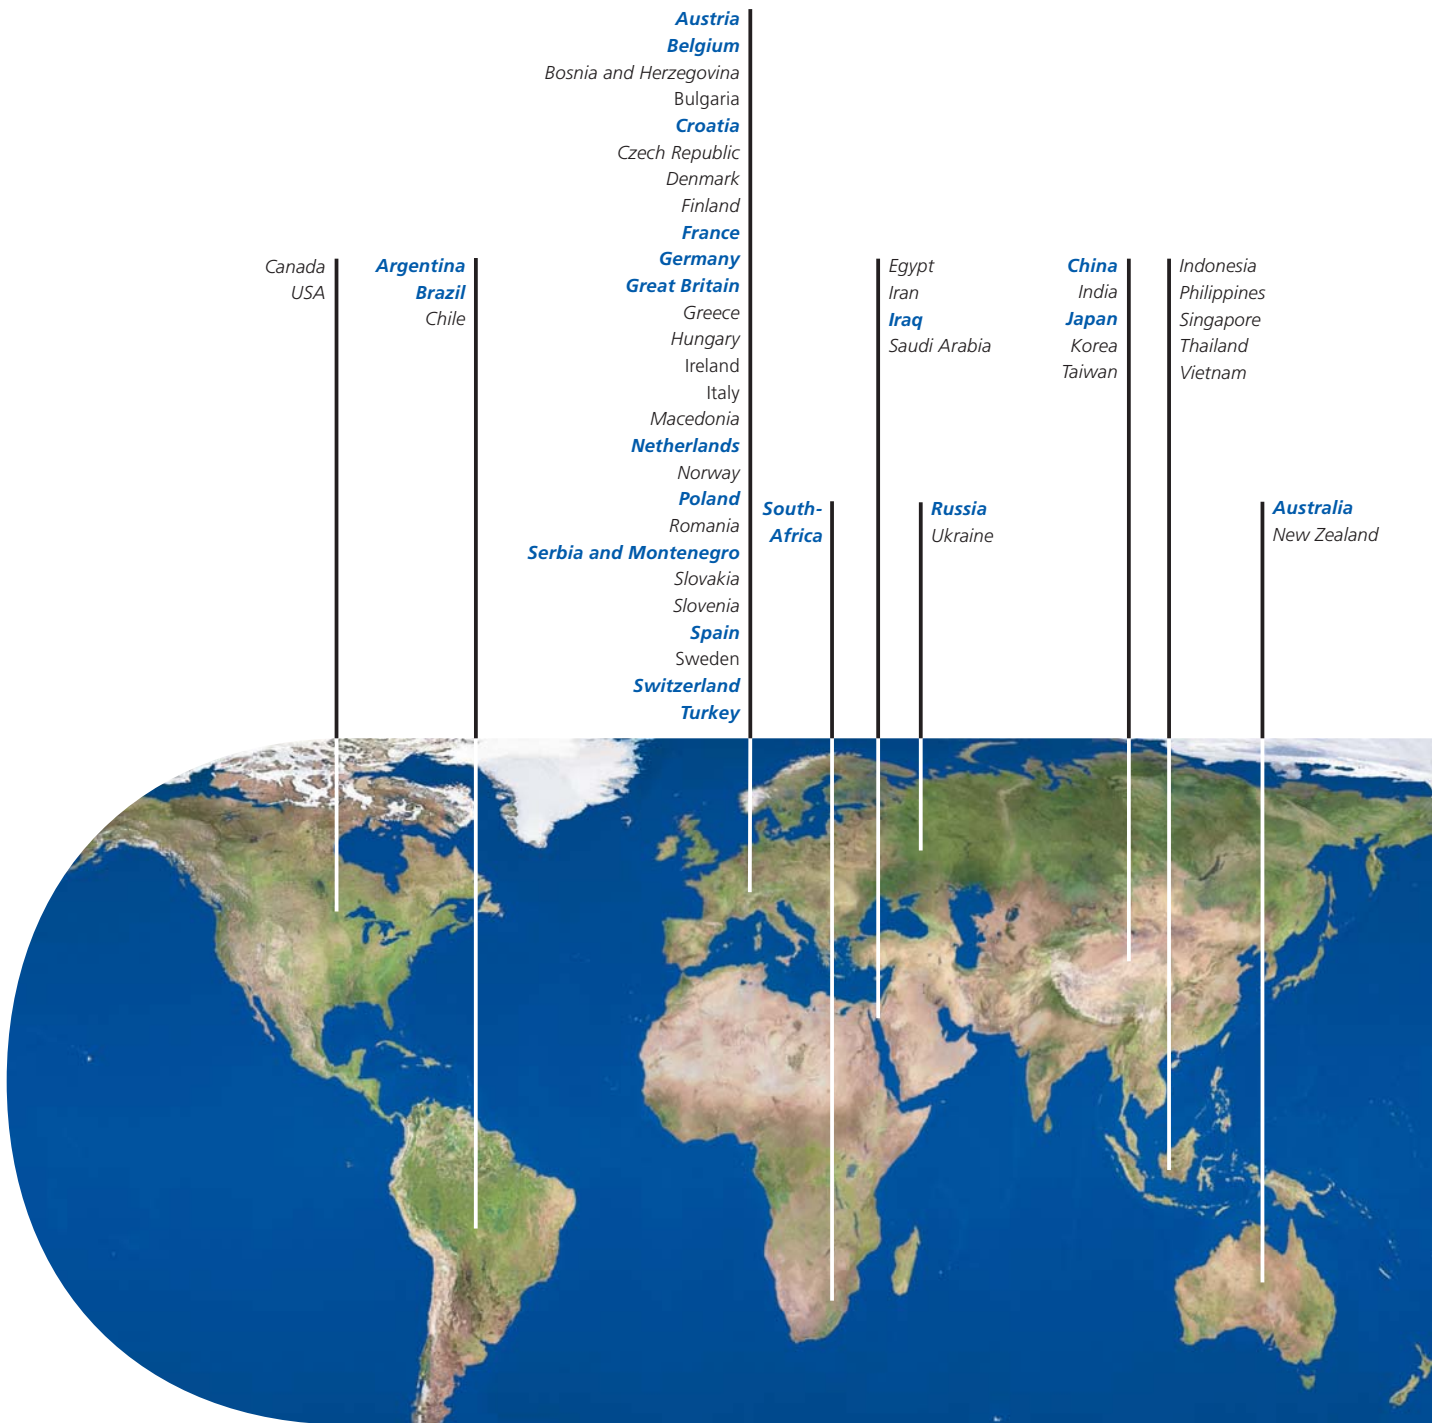 Austria
Belgium
Bosnia and Herzegovina
Bulgaria
Croatia
Czech Republic
Denmark
Finland
France
Germany
Great Britain
Greece
Hungary
Ireland
Italy
Macedonia
Netherlands
Norway
Poland
Romania
Serbia and Montenegro
Slovakia
Slovenia
Spain
Sweden
Switzerland
Turkey
Canada
USA
Argentina
Brazil
Chile
South-
Africa
Egypt
Iran
Iraq
Saudi Arabia
Russia
Ukraine
China
India
Japan
Korea
Taiwan
Indonesia
Philippines
Singapore
Thailand
Vietnam
Australia
New Zealand